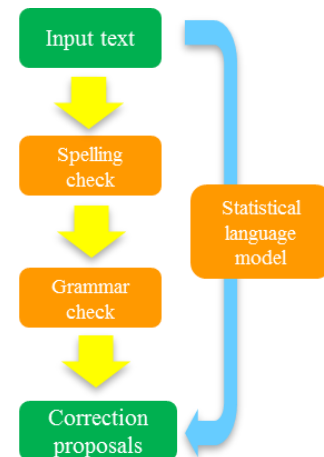 Input text
Spelling
check
Statistical
language
model
Grammar
check
Correction
proposals